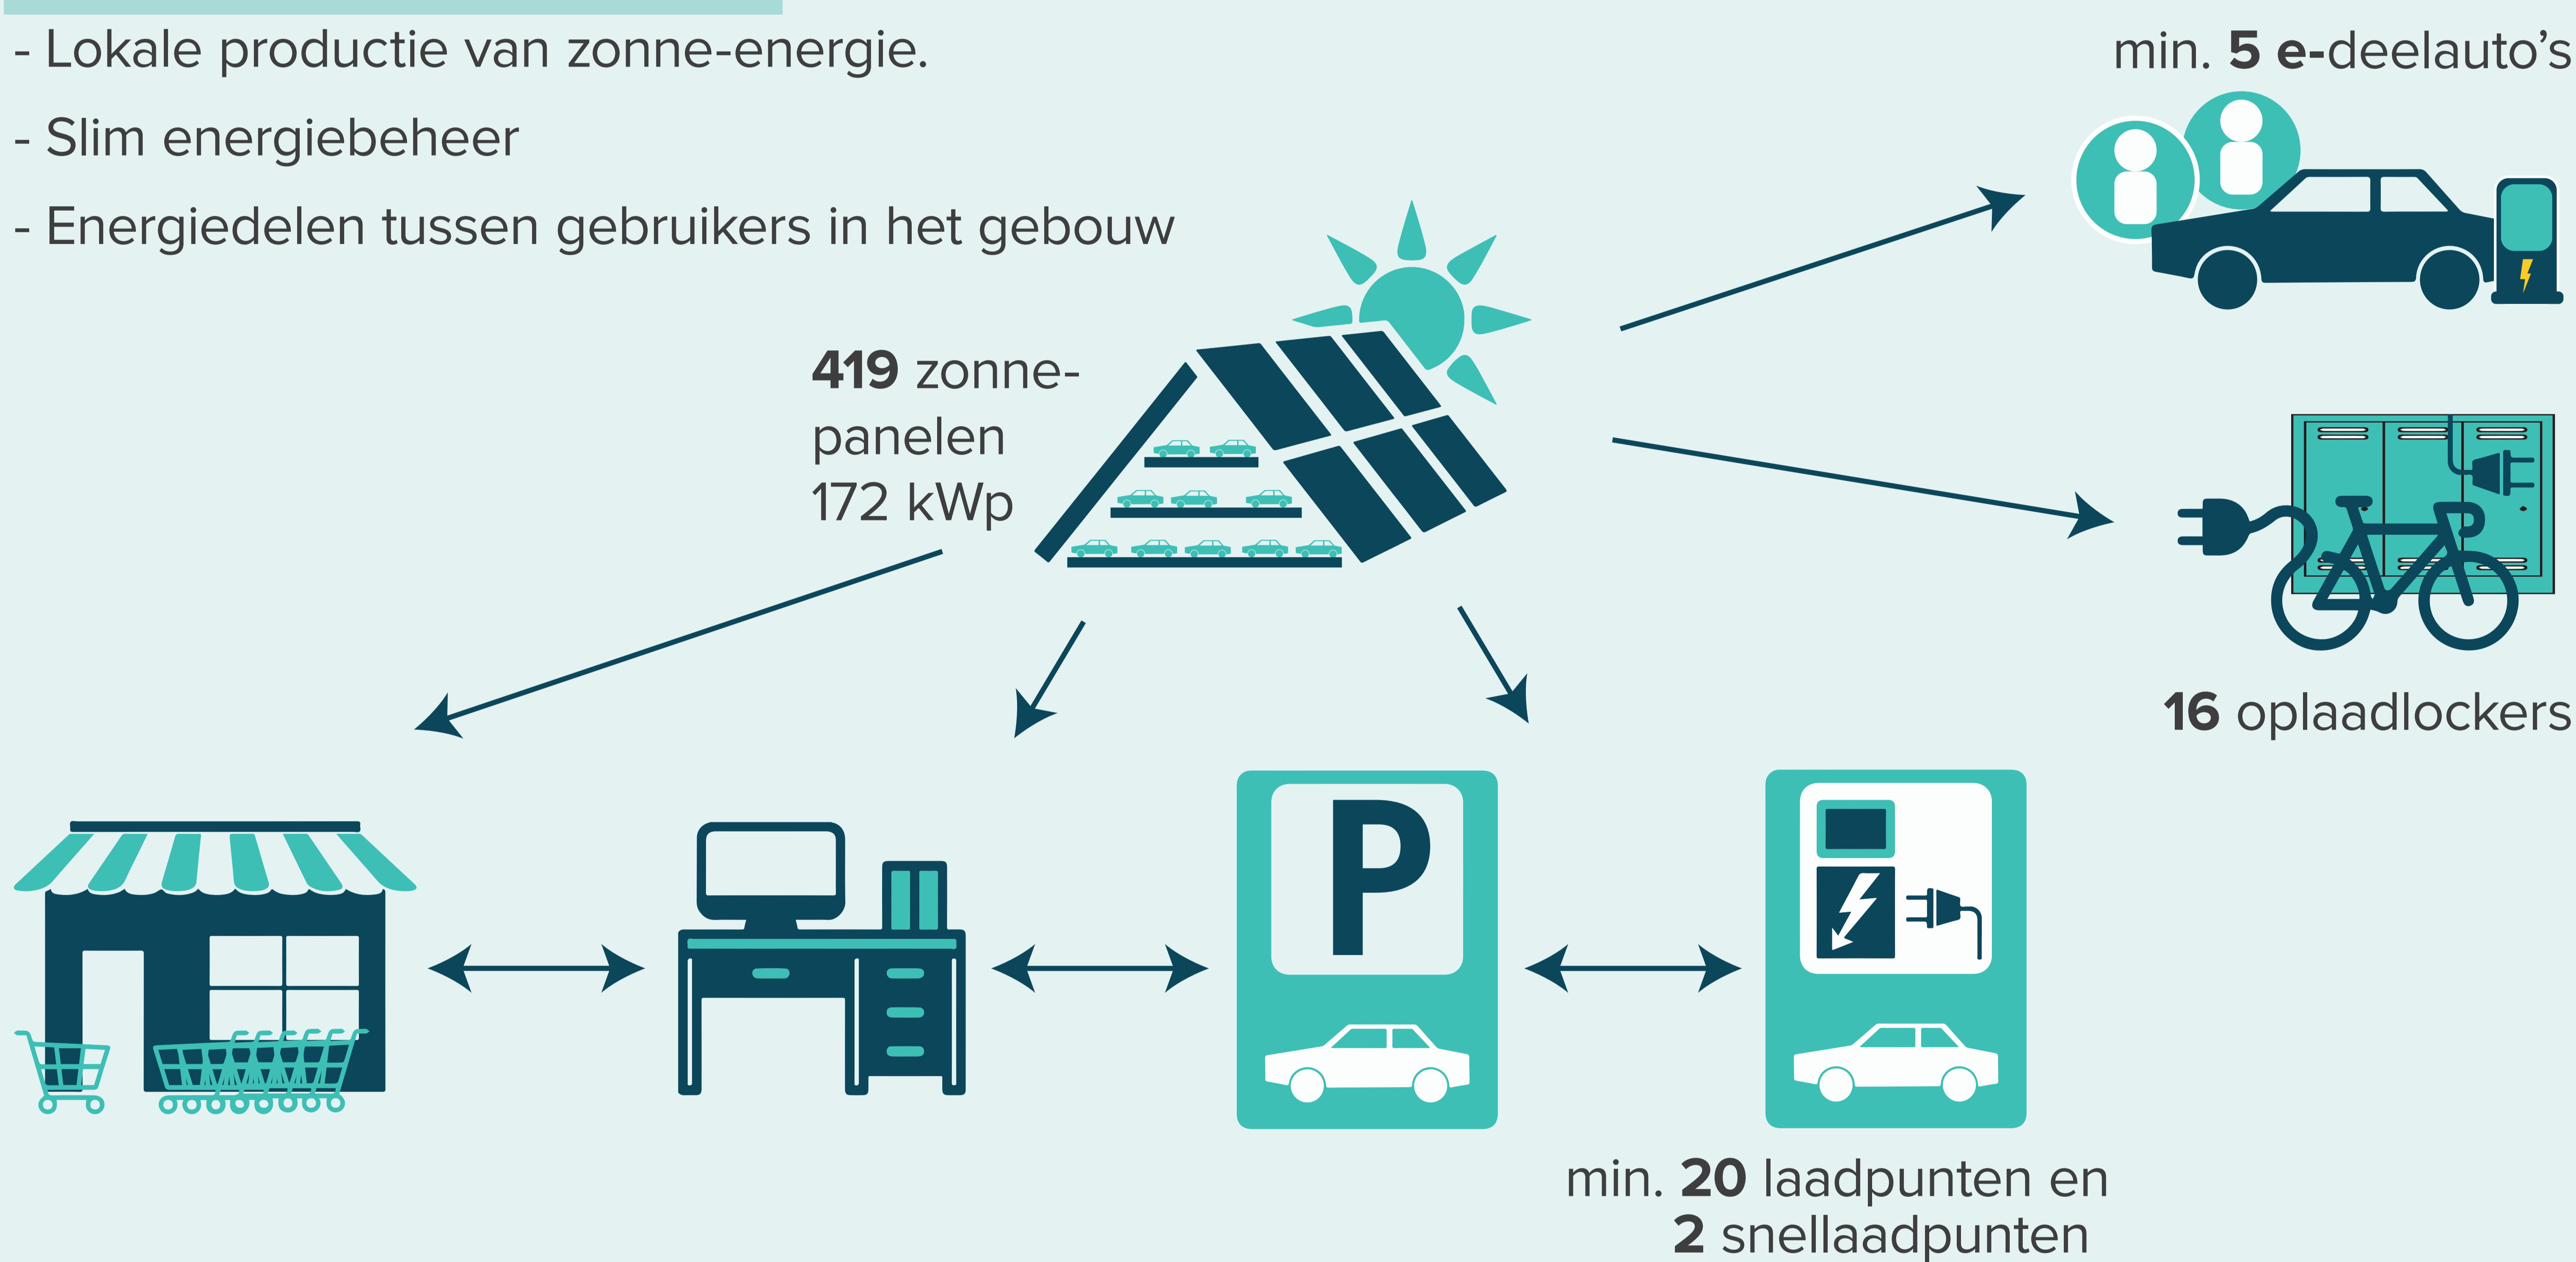 - Lokale productie van zonne-energie.
- Slim energiebeheer
- Energiedelen tussen gebruikers in het gebouw
min. 5 e-deelauto's
419 zonne-
panelen
172 kWp
16 oplaadlockers
P
min. 20 laadpunten en
2 snellaadpunten